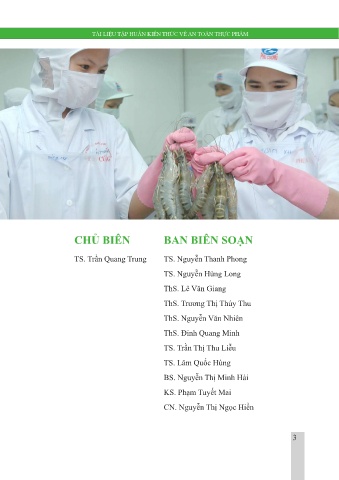 TÀI LIỆU TẬP HUẤN KIẾN THỨC VỀ AN TOÀN THỰC PHẨM
CHỦ BIÊN
TS. Trần Quang Trung
BAN BIÊN SOẠN
TS. Nguyễn Thanh Phong
TS. Nguyễn Hùng Long
ThS. Lê Văn Giang
ThS. Trương Thị Thúy Thu
ThS. Nguyễn Văn Nhiên
ThS. Đinh Quang Minh
TS. Trần Thị Thu Liễu
TS. Lâm Quốc Hùng
BS. Nguyễn Thị Minh Hải
KS. Phạm Tuyết Mai
CN. Nguyễn Thị Ngọc Hiền
3